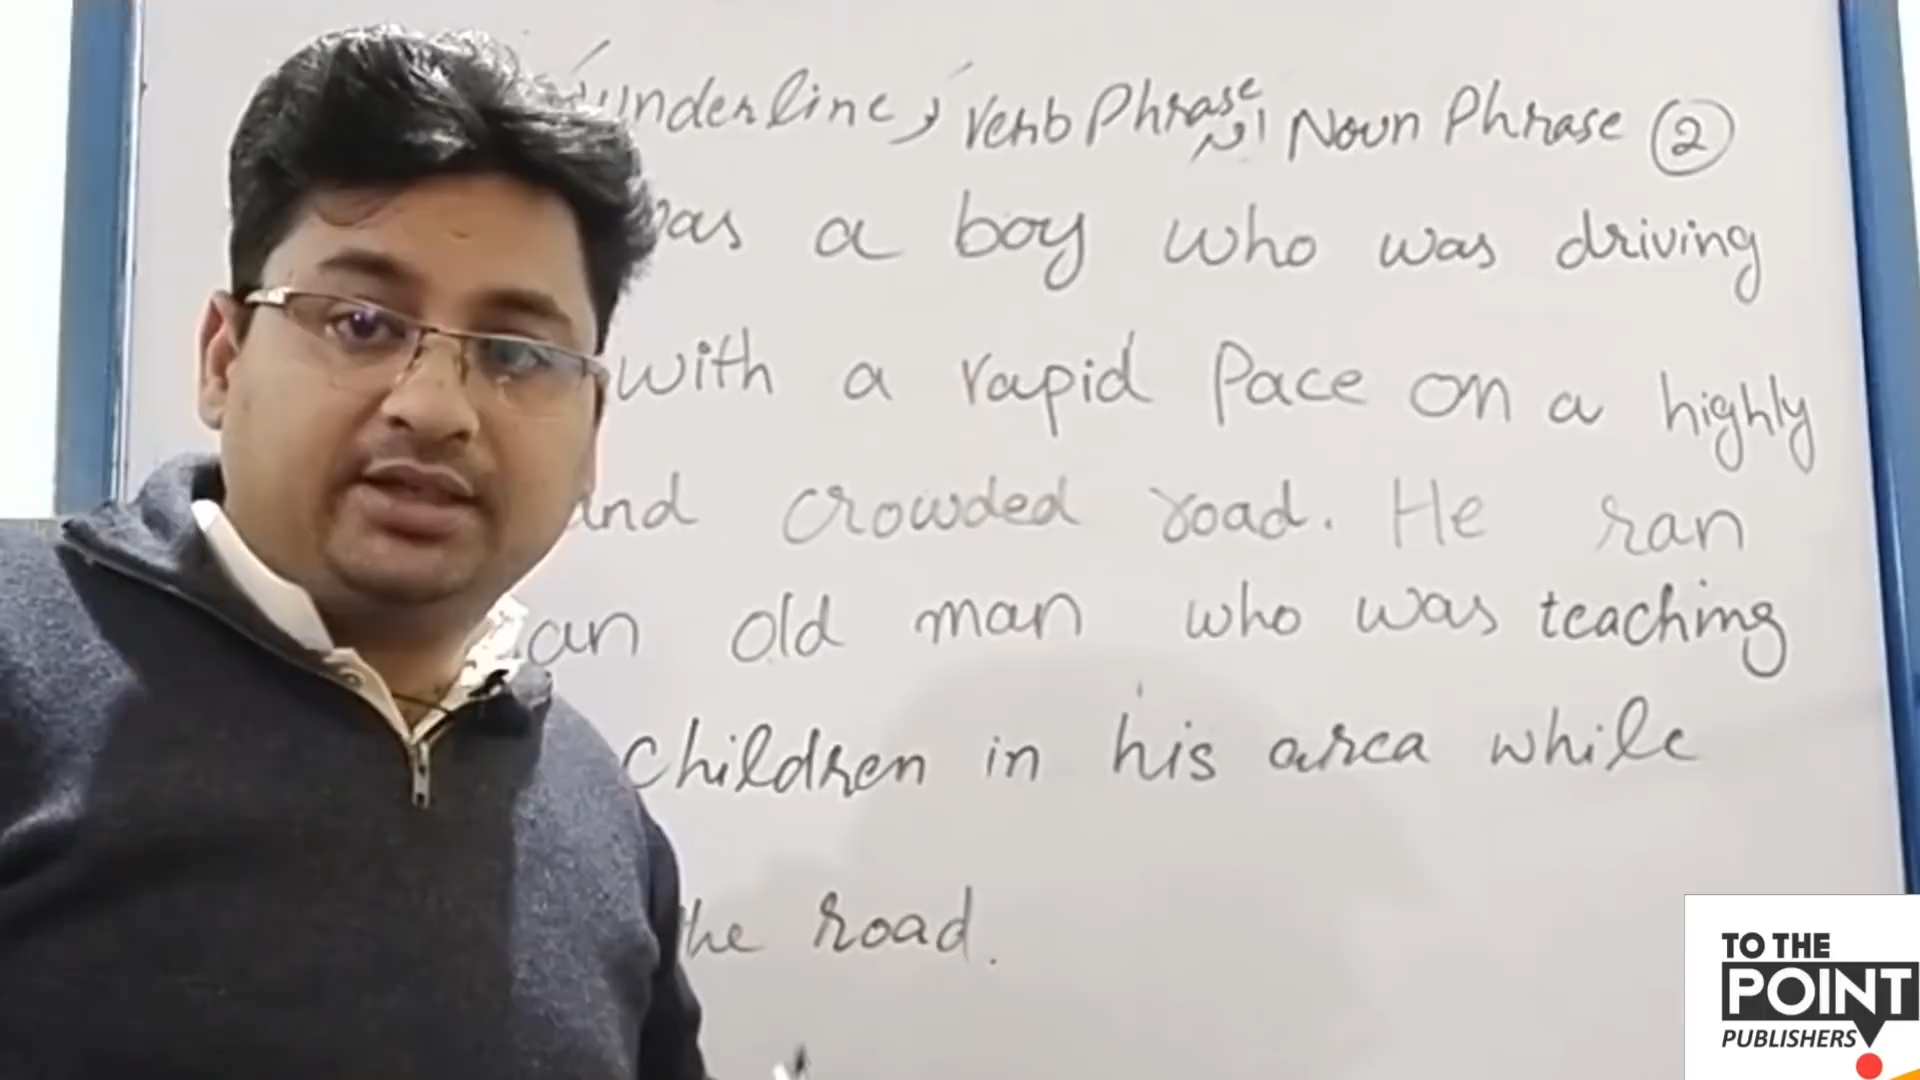 underline, Verb Phrase اور Noun Phrase ②
was a boy who was driving
with a rapid Pace on a highly
and crowded road. He ran
an old man who was teaching
children in his area while
the road.
TO THE
POINT
PUBLISHERS